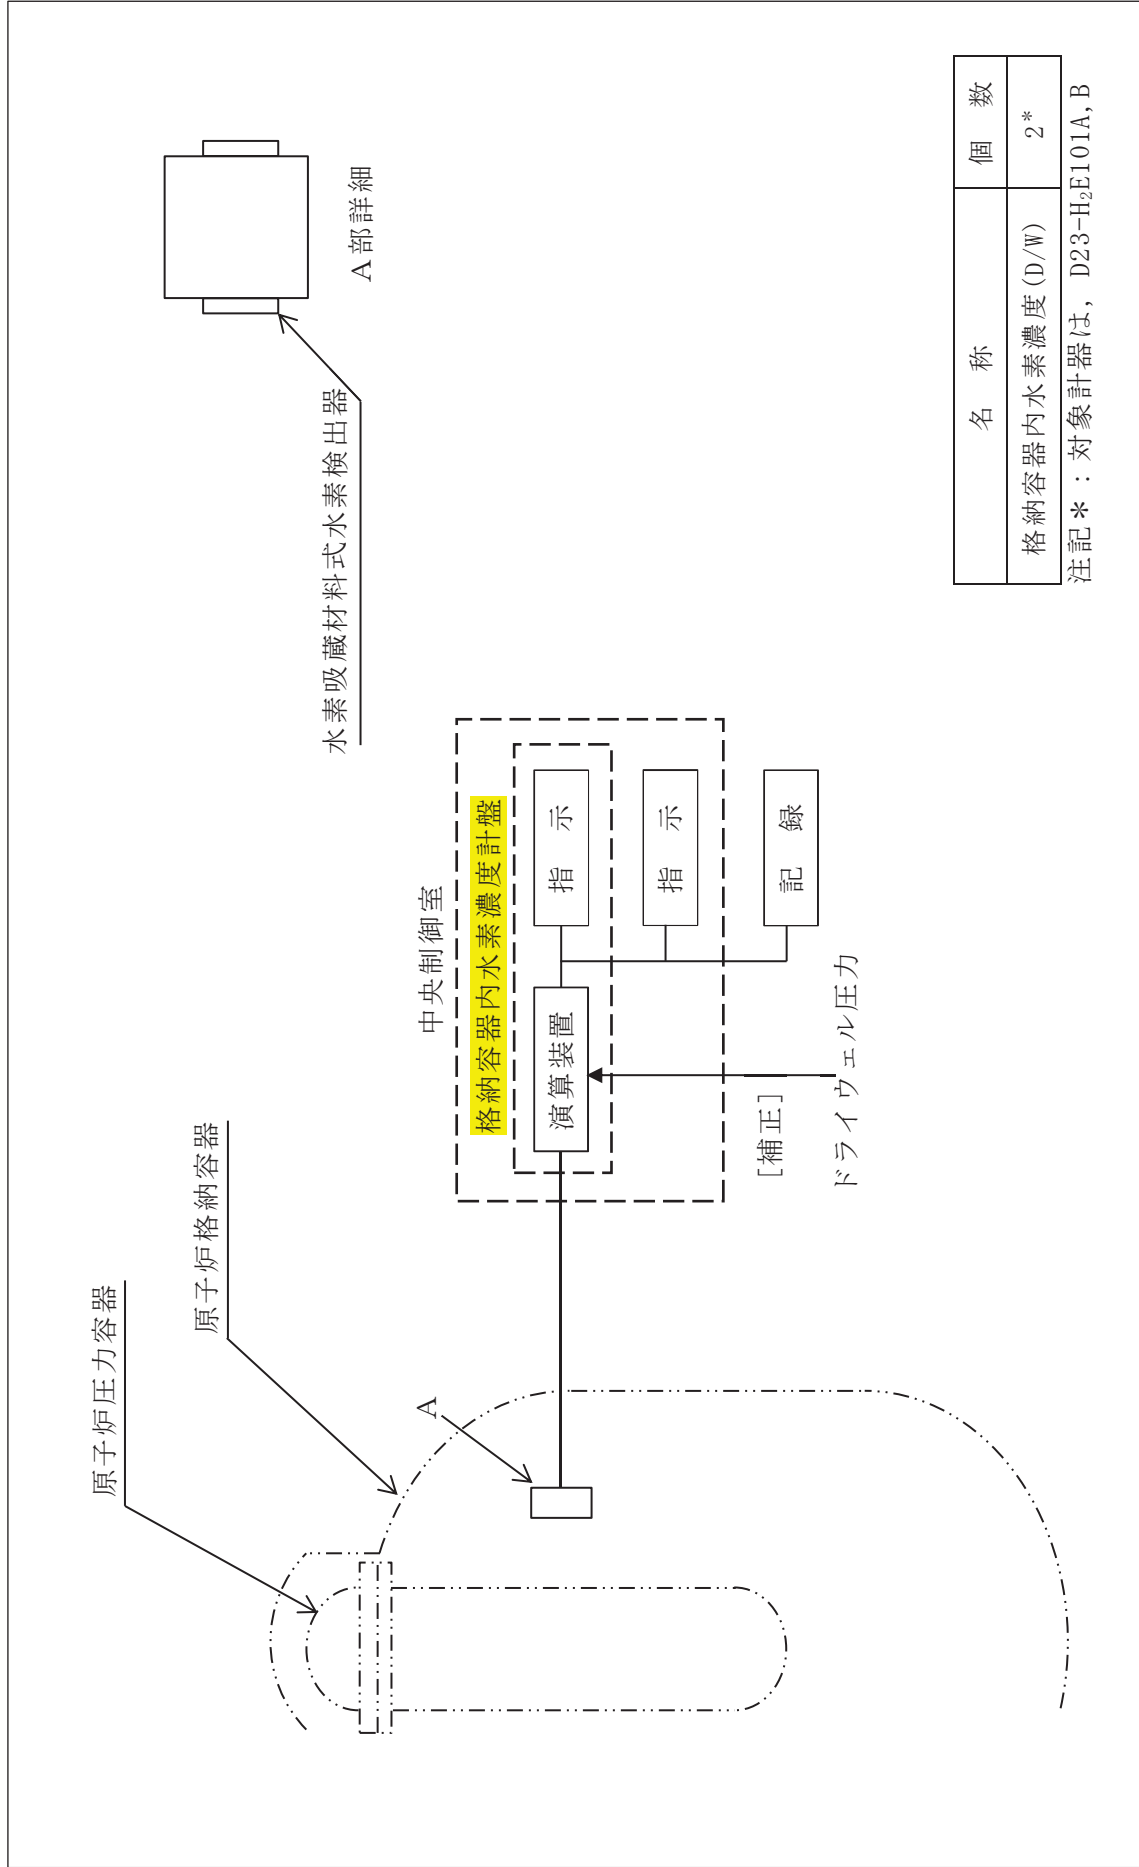 原子炉圧力容器
原子炉格納容器
A
中央制御室
格納容器内水素濃度計盤
演算装置
指 示
指 示
記 録
[補正]
ドライウェル圧力
水素吸蔵材料式水素検出器
A部詳細
名 称 個 数
格納容器内水素濃度(D/W) 2*
注記＊：対象計器は，D23-H₂E101A,B